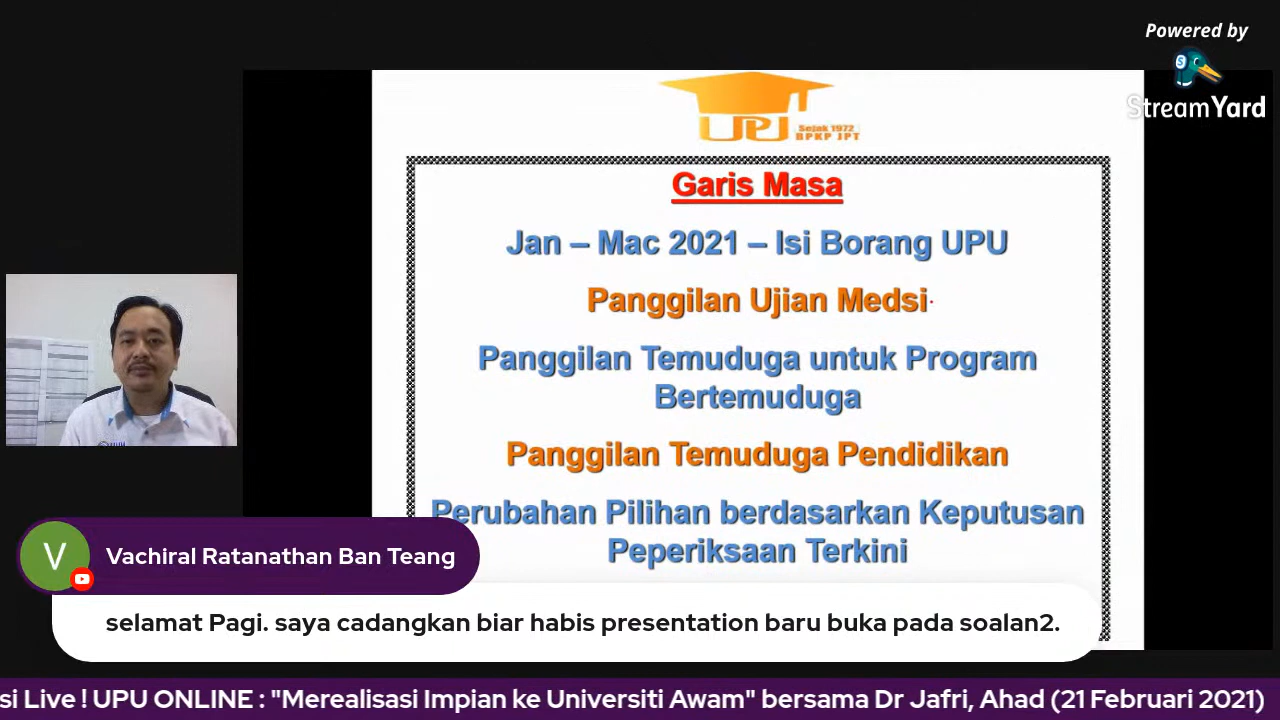 Powered by
StreamYard
UPU
Sejak 1972
BPKP JPT
Garis Masa
Jan – Mac 2021 – Isi Borang UPU
Panggilan Ujian Medsi
Panggilan Temuduga untuk Program
Bertemuduga
Panggilan Temuduga Pendidikan
Perubahan Pilihan berdasarkan Keputusan
Peperiksaan Terkini
V
Vachiral Ratanathan Ban Teang
selamat Pagi. saya cadangkan biar habis presentation baru buka pada soalan2.
si Live ! UPU ONLINE : "Merealisasi Impian ke Universiti Awam" bersama Dr Jafri, Ahad (21 Februari 2021)